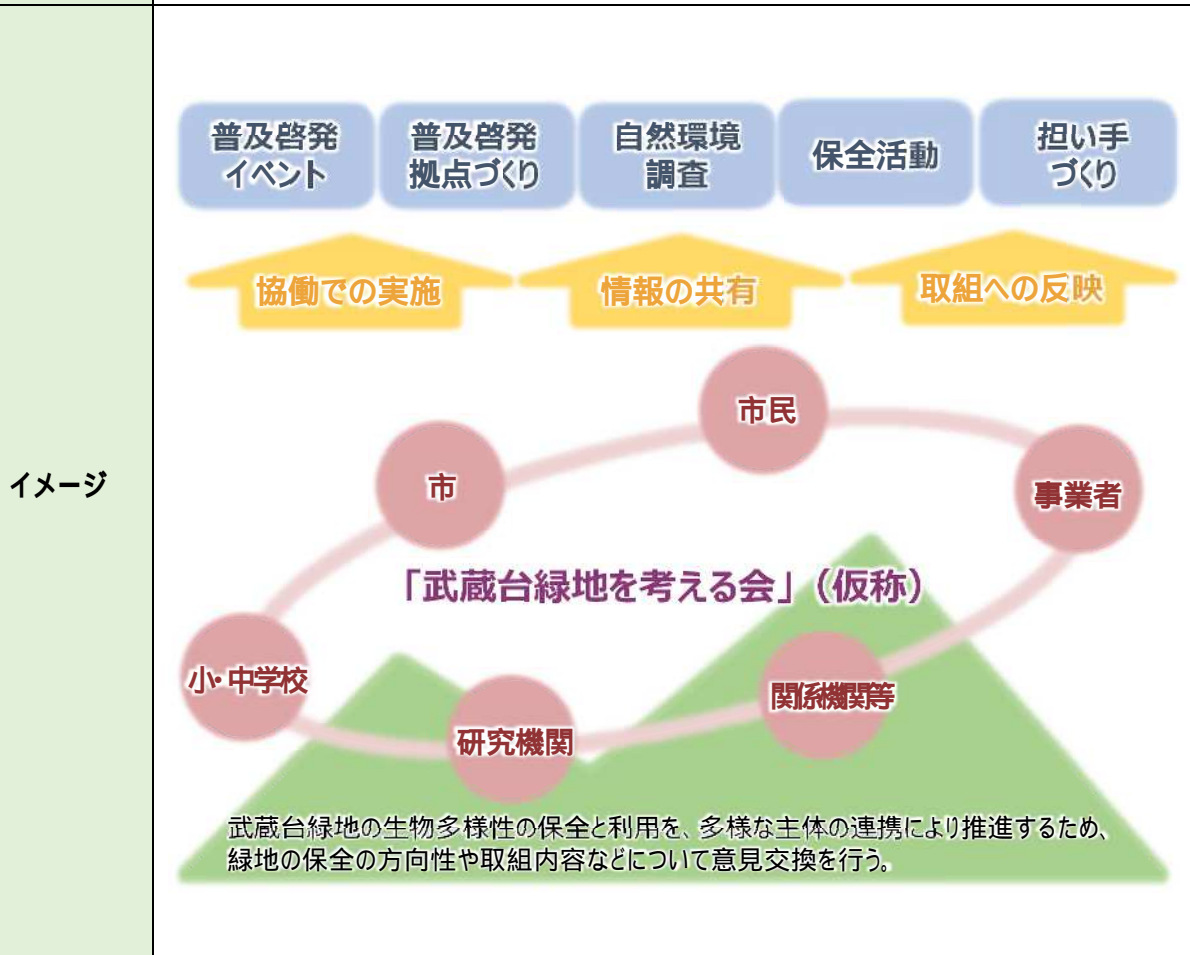 イメージ
普及啓発
イベント
普及啓発
拠点づくり
自然環境
調査
保全活動
担い手
づくり
協働での実施
情報の共有
取組への反映
市民
市
事業者
「武蔵台緑地を考える会」（仮称）
小・中学校
関係機関等
研究機関
武蔵台緑地の生物多様性の保全と利用を、多様な主体の連携により推進するため、
緑地の保全の方向性や取組内容などについて意見交換を行う。